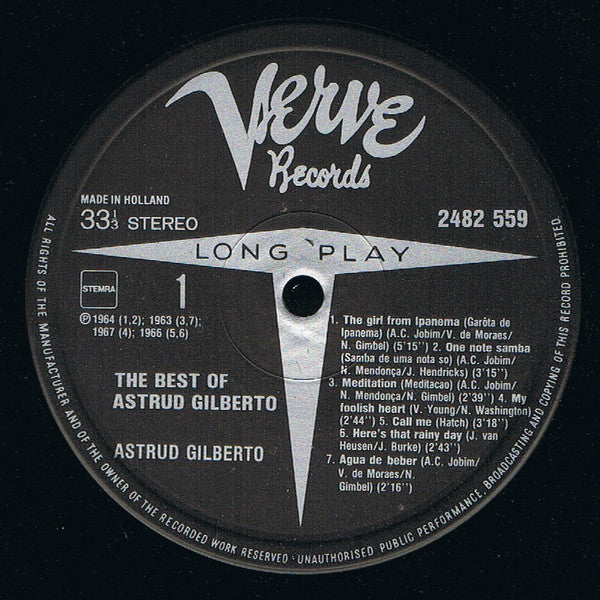 Verve
Records
MADE IN HOLLAND
33⅓ STEREO
2482 559
LONG PLAY
STEMRA
1
℗ 1964 (1,2); 1963 (3,7);
1967 (4); 1966 (5,6)
THE BEST OF
ASTRUD GILBERTO
ASTRUD GILBERTO
1. The girl from Ipanema (Garôta de
Ipanema) (A.C. Jobim/V. de Moraes/
N. Gimbel) (5'15") 2. One note samba
(Samba de uma nota so) (A.C. Jobim/
N. Mendonça/J. Hendricks) (3'15")
3. Meditation (Meditacao) (A.C. Jobim/
N. Mendonça/N. Gimbel) (2'39") 4. My
foolish heart (V. Young/N. Washington)
(2'44") 5. Call me (Hatch) (3'18")
6. Here's that rainy day (J. van
Heusen/J. Burke) (2'43")
7. Agua de beber (A.C. Jobim/
V. de Moraes/N.
Gimbel) (2'16")
ALL RIGHTS OF THE MANUFACTURER AND OF THE OWNER OF THE RECORDED WORK RESERVED · UNAUTHORISED PUBLIC PERFORMANCE, BROADCASTING AND COPYING OF THIS RECORD PROHIBITED.